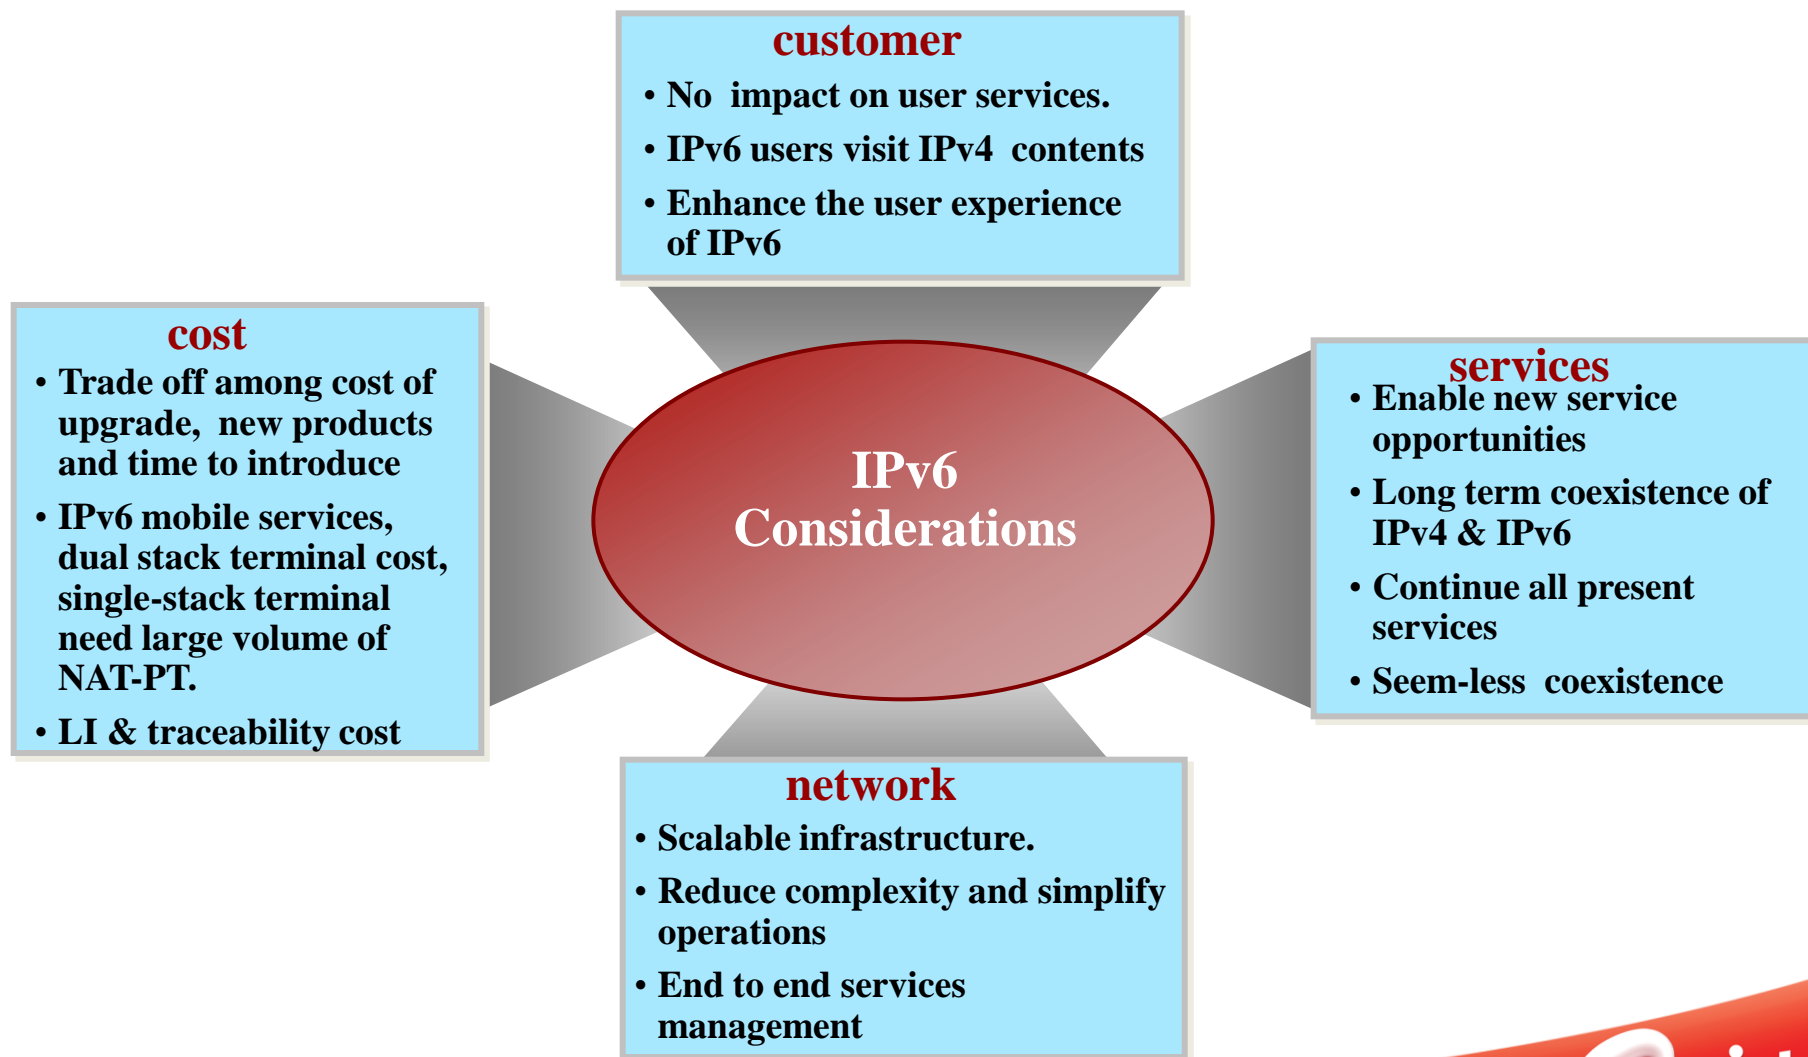 customer
• No impact on user services.
• IPv6 users visit IPv4 contents
• Enhance the user experience
of IPv6
cost
• Trade off among cost of
upgrade, new products
and time to introduce
• IPv6 mobile services,
dual stack terminal cost,
single-stack terminal
need large volume of
NAT-PT.
• LI & traceability cost
IPv6
Considerations
services
• Enable new service
opportunities
• Long term coexistence of
IPv4 & IPv6
• Continue all present
services
• Seem-less coexistence
network
• Scalable infrastructure.
• Reduce complexity and simplify
operations
• End to end services
management